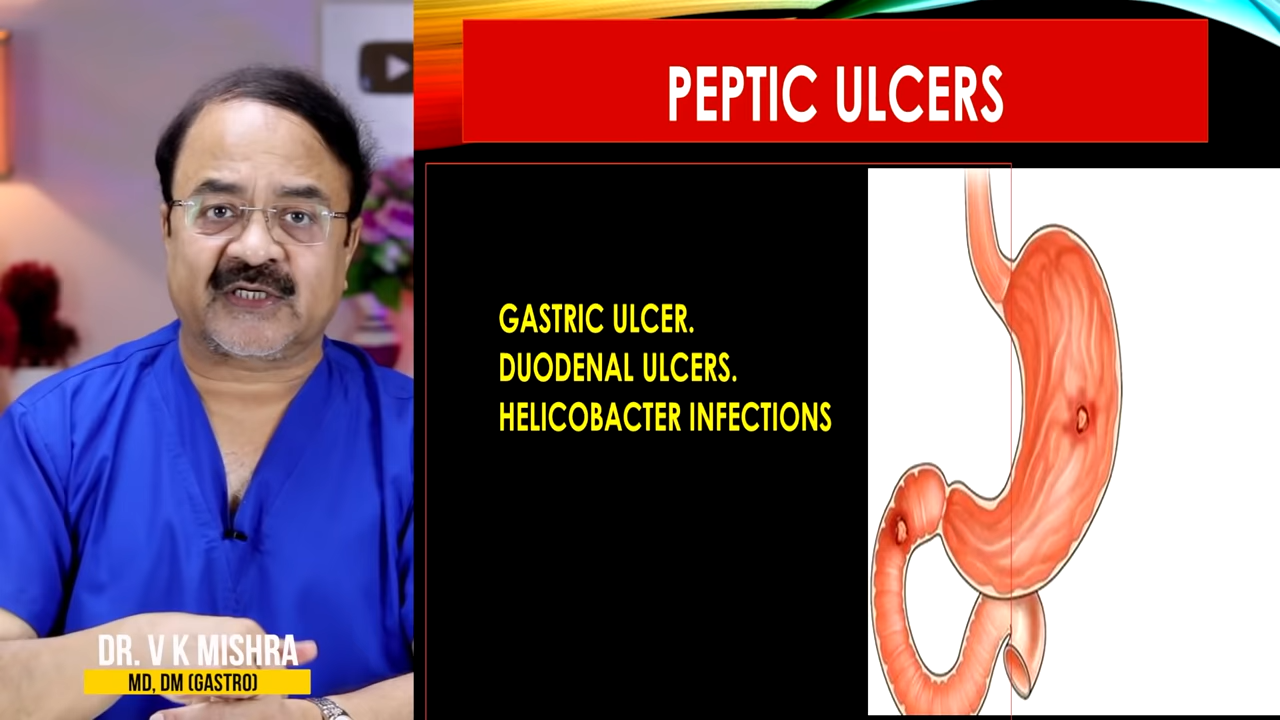 PEPTIC ULCERS
GASTRIC ULCER.
DUODENAL ULCERS.
HELICOBACTER INFECTIONS
DR. V K MISHRA
MD, DM (GASTRO)